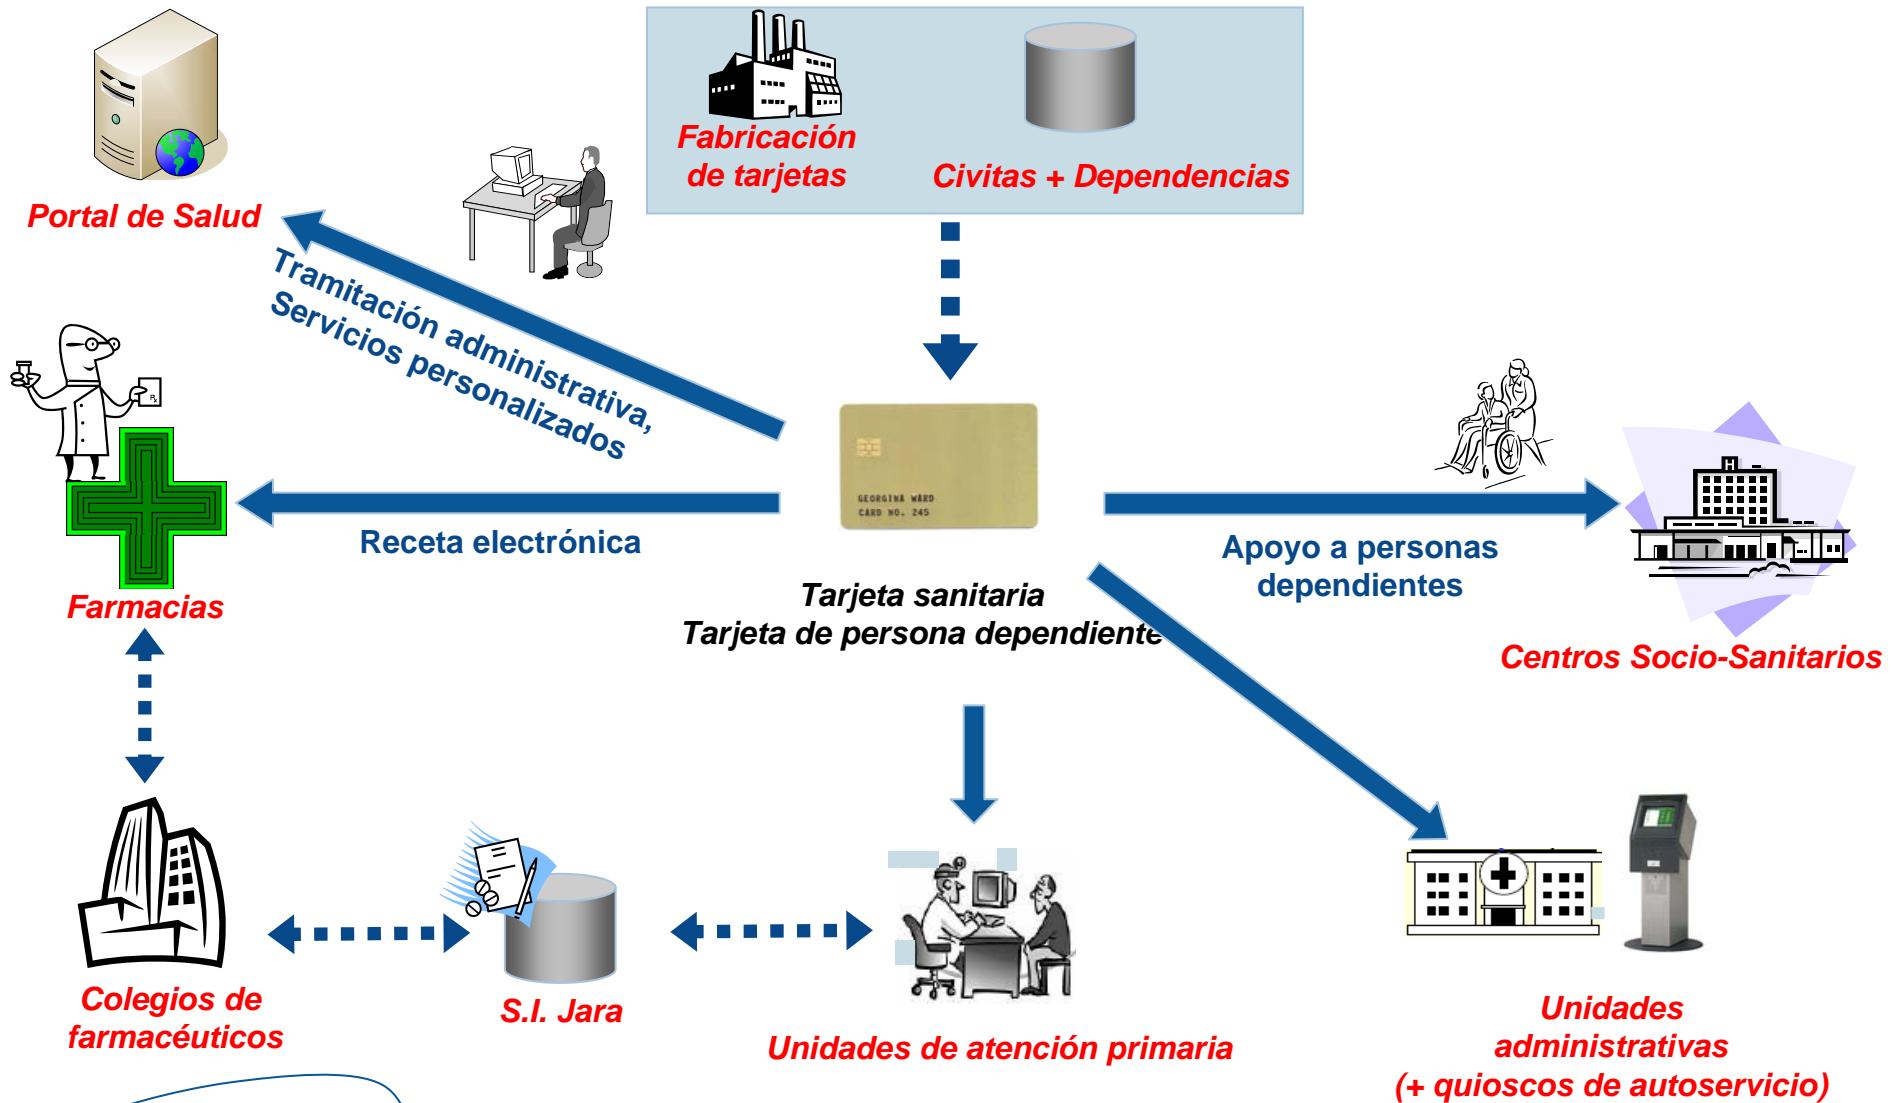 Fabricación
de tarjetas
Civitas + Dependencias
Portal de Salud
Tramitación administrativa,
Servicios personalizados
GEORGINA WARD
CARD NO. 245
Receta electrónica
Apoyo a personas
dependientes
Farmacias
Tarjeta sanitaria
Tarjeta de persona dependiente
Centros Socio-Sanitarios
Colegios de
farmacéuticos
S.I. Jara
Unidades de atención primaria
Unidades
administrativas
(+ quioscos de autoservicio)
H